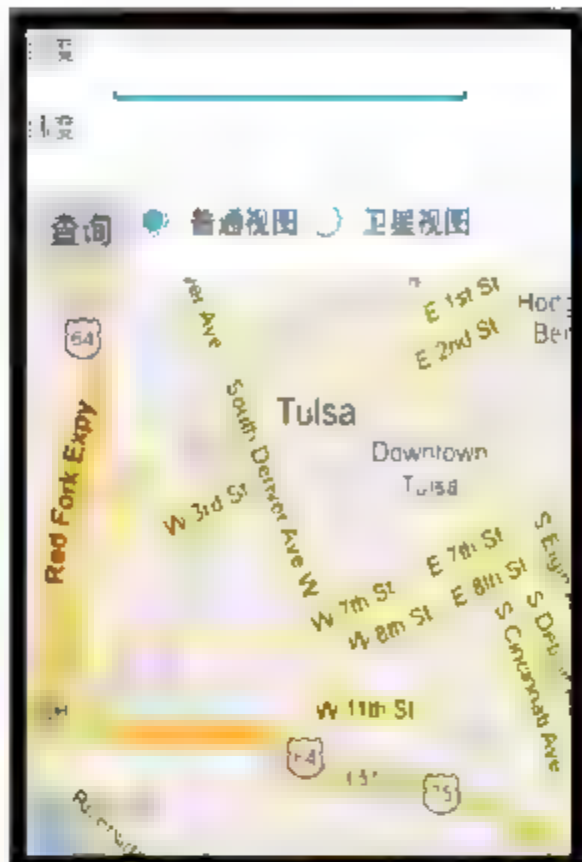 查询 普通视图 卫星视图
E 1st St
E 2nd St
64
Tulsa
Downtown
Tulsa
Red Fork Expy
South Denver Ave W
W 3rd St
E 7th St
E 8th St
W 7th St
W 8th St
S Cincinnati Ave
W 11th St
64
75